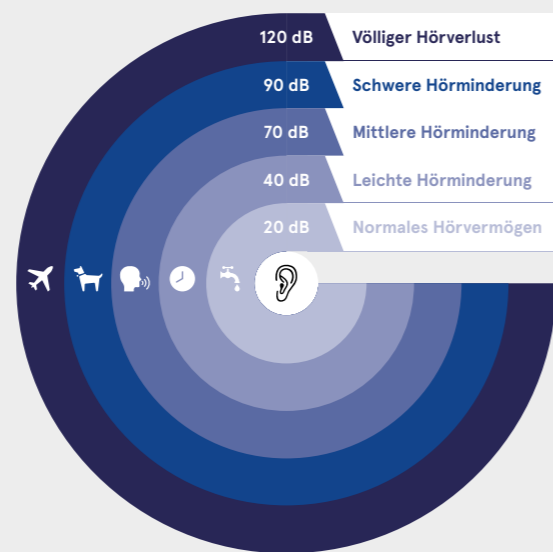 120 dB Völliger Hörverlust
90 dB Schwere Hörminderung
70 dB Mittlere Hörminderung
40 dB Leichte Hörminderung
20 dB Normales Hörvermögen